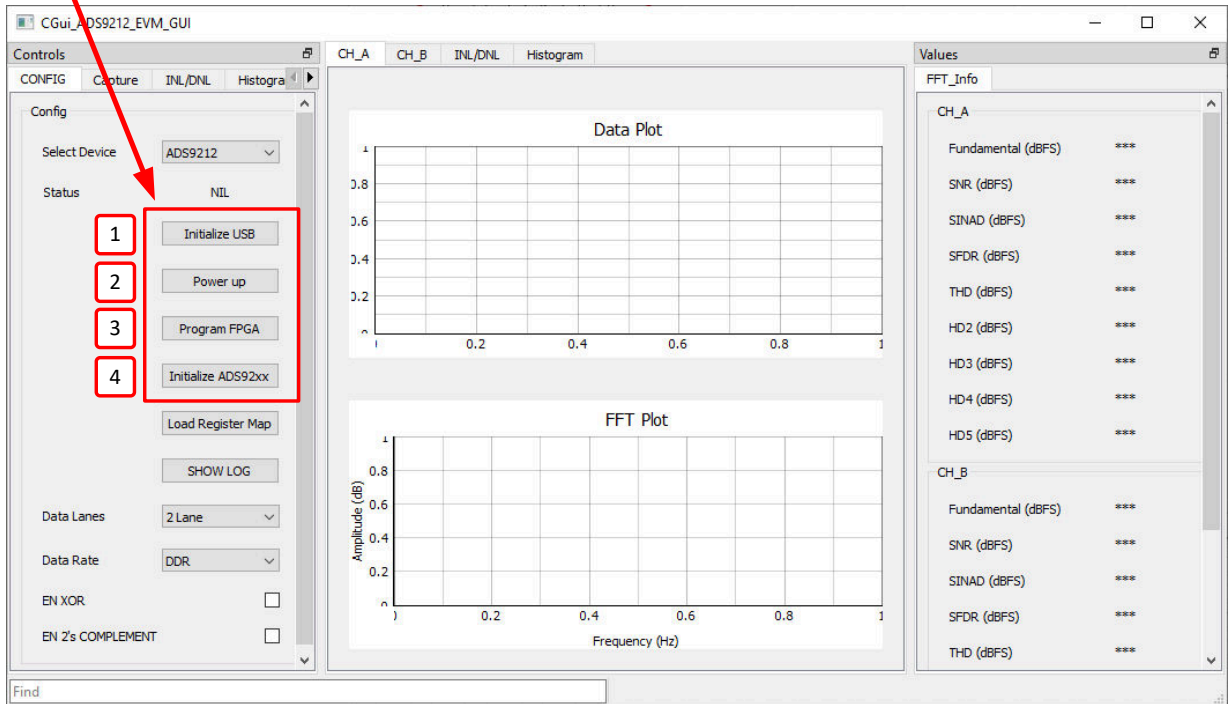 CGui_ADS9212_EVM_GUI
Controls
CONFIG
Capture
INL/DNL
Histogra
Config
Select Device
ADS9212
Status
NIL
1
Initialize USB
2
Power up
3
Program FPGA
4
Initialize ADS92xx
Load Register Map
SHOW LOG
Data Lanes
2 Lane
Data Rate
DDR
EN XOR
EN 2's COMPLEMENT
Find
CH_A
CH_B
INL/DNL
Histogram
Data Plot
1
0.8
0.6
0.4
0.2
0.2
0.4
0.6
0.8
1
FFT Plot
Amplitude (dB)
1
0.8
0.6
0.4
0.2
0.2
0.4
0.6
0.8
1
Frequency (Hz)
Values
FFT_Info
CH_A
Fundamental (dBFS) ***
SNR (dBFS) ***
SINAD (dBFS) ***
SFDR (dBFS) ***
THD (dBFS) ***
HD2 (dBFS) ***
HD3 (dBFS) ***
HD4 (dBFS) ***
HD5 (dBFS) ***
CH_B
Fundamental (dBFS) ***
SNR (dBFS) ***
SINAD (dBFS) ***
SFDR (dBFS) ***
THD (dBFS) ***